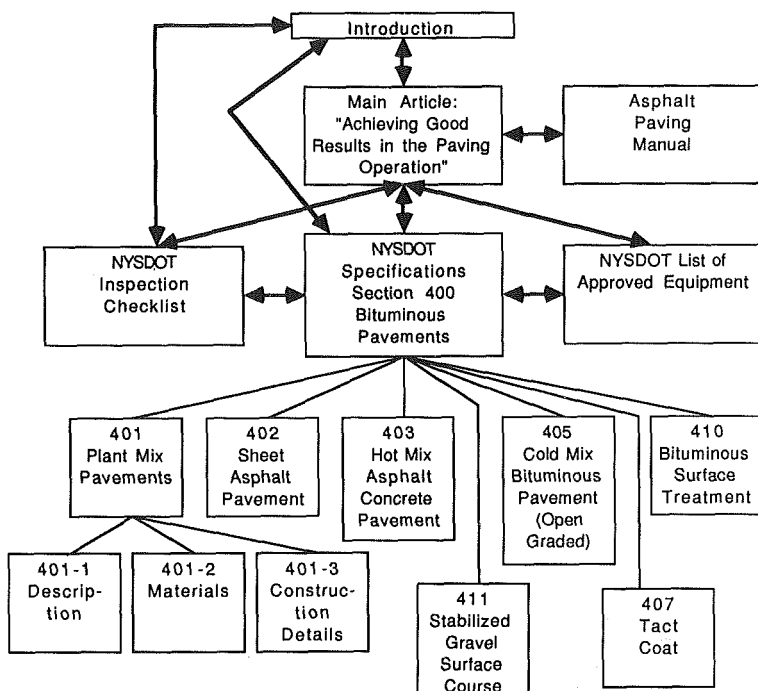 Introduction
Main Article:
"Achieving Good
Results in the Paving
Operation"
Asphalt
Paving
Manual
NYSDOT
Inspection
Checklist
NYSDOT
Specifications
Section 400
Bituminous
Pavements
NYSDOT List of
Approved Equipment
401
Plant Mix
Pavements
402
Sheet
Asphalt
Pavement
403
Hot Mix
Asphalt
Concrete
Pavement
405
Cold Mix
Bituminous
Pavement
(Open
Graded)
410
Bituminous
Surface
Treatment
401-1
Descrip-
tion
401-2
Materials
401-3
Construc-
tion
Details
411
Stabilized
Gravel
Surface
Course
407
Tact
Coat